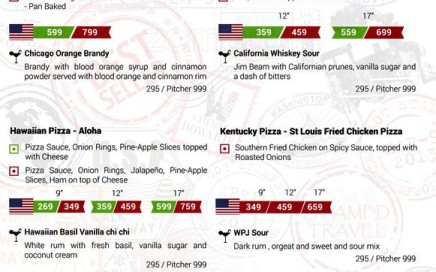 - Pan Baked
599 799
Chicago Orange Brandy
Brandy with blood orange syrup and cinnamon
powder served with blood orange and cinnamon rim
295 / Pitcher 999
12" 17"
359 459 559 699
California Whiskey Sour
Jim Beam with Californian prunes, vanilla sugar and
a dash of bitters
295 / Pitcher 999
Hawaiian Pizza - Aloha
Pizza Sauce, Onion Rings, Pine-Apple Slices topped
with Cheese
Pizza Sauce, Onion Rings, Jalapeño, Pine-Apple
Slices, Ham on top of Cheese
9" 12" 17"
269 349 359 459 599 759
Hawaiian Basil Vanilla chi chi
White rum with fresh basil, vanilla sugar and
coconut cream
295 / Pitcher 999
Kentucky Pizza - St Louis Fried Chicken Pizza
Southern Fried Chicken on Spicy Sauce, topped with
Roasted Onions
9" 12" 17"
349 459 659
WPJ Sour
Dark rum , orgeat and sweet and sour mix
295 / Pitcher 999